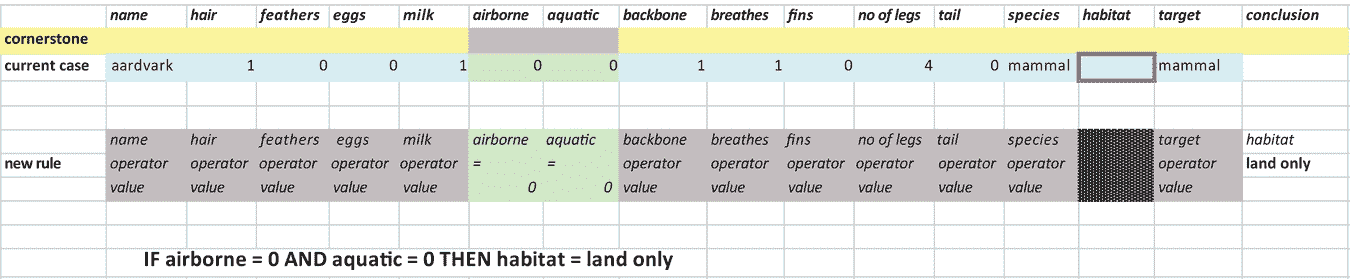 name hair feathers eggs milk airborne aquatic backbone breathes fins no of legs tail species habitat target conclusion
cornerstone
current case aardvark 1 0 0 1 0 0 1 1 0 4 0 mammal mammal
name hair feathers eggs milk airborne aquatic backbone breathes fins no of legs tail species target habitat
new rule operator operator operator operator operator = = operator operator operator operator operator operator operator land only
value value value value value 0 0 value value value value value value value
IF airborne = 0 AND aquatic = 0 THEN habitat = land only